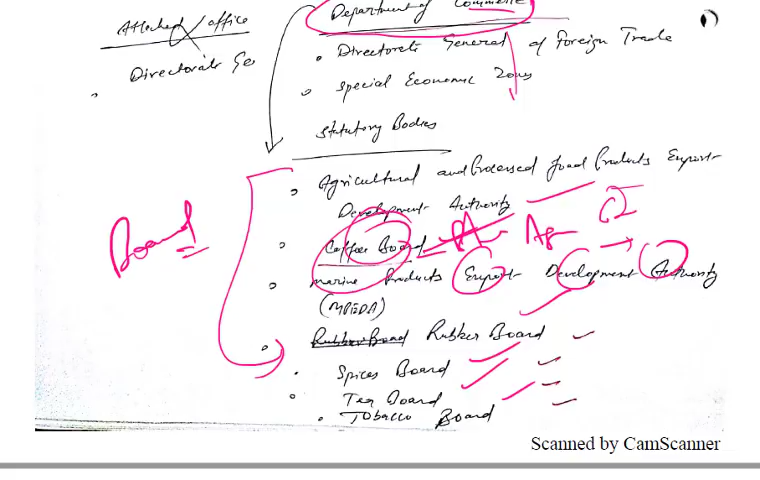 Department of Commerce
Attached office
• Directorate Ge
• Directorate General of Foreign Trade
• Special Economic Zones
Statutory Bodies
• Agricultural and Processed food Products Export
Development Authority
• Coffee Board
Board
• Marine Products Export Development Authority
(MPEDA)
• Rubber Board Rubber Board
• Spices Board
• Tea Board
• Tobacco Board
Scanned by CamScanner